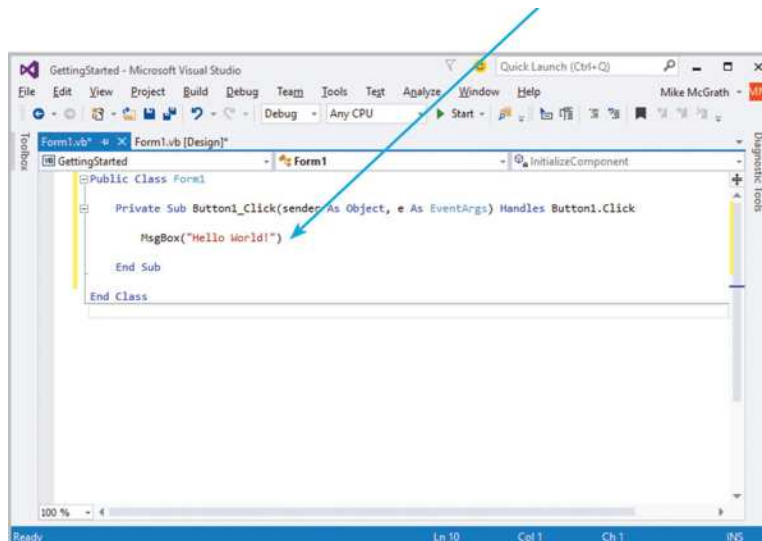 GettingStarted - Microsoft Visual Studio
Quick Launch (Ctrl+Q)
File Edit View Project Build Debug Team Tools Test Analyze Window Help Mike McGrath
Debug Any CPU Start
Toolbox
Form1.vb* Form1.vb [Design]*
VB GettingStarted Form1 InitializeComponent
Public Class Form1
Private Sub Button1_Click(sender As Object, e As EventArgs) Handles Button1.Click
MsgBox("Hello World!")
End Sub
End Class
Diagnostic Tools
100 %
Ready Ln 10 Col 1 Ch 1 INS